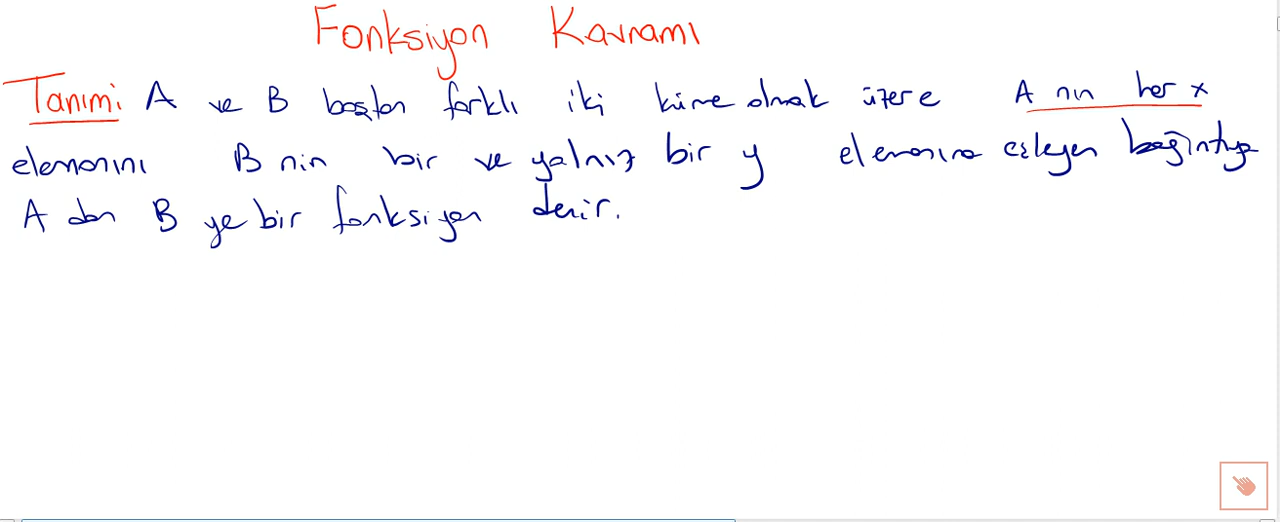 Fonksiyon Kavramı
Tanım: A ve B boştan farklı iki küme olmak üzere A nın her x
elemanını B nin bir ve yalnız bir y elemanına eşleyen bağıntıya
A dan B ye bir fonksiyon denir.